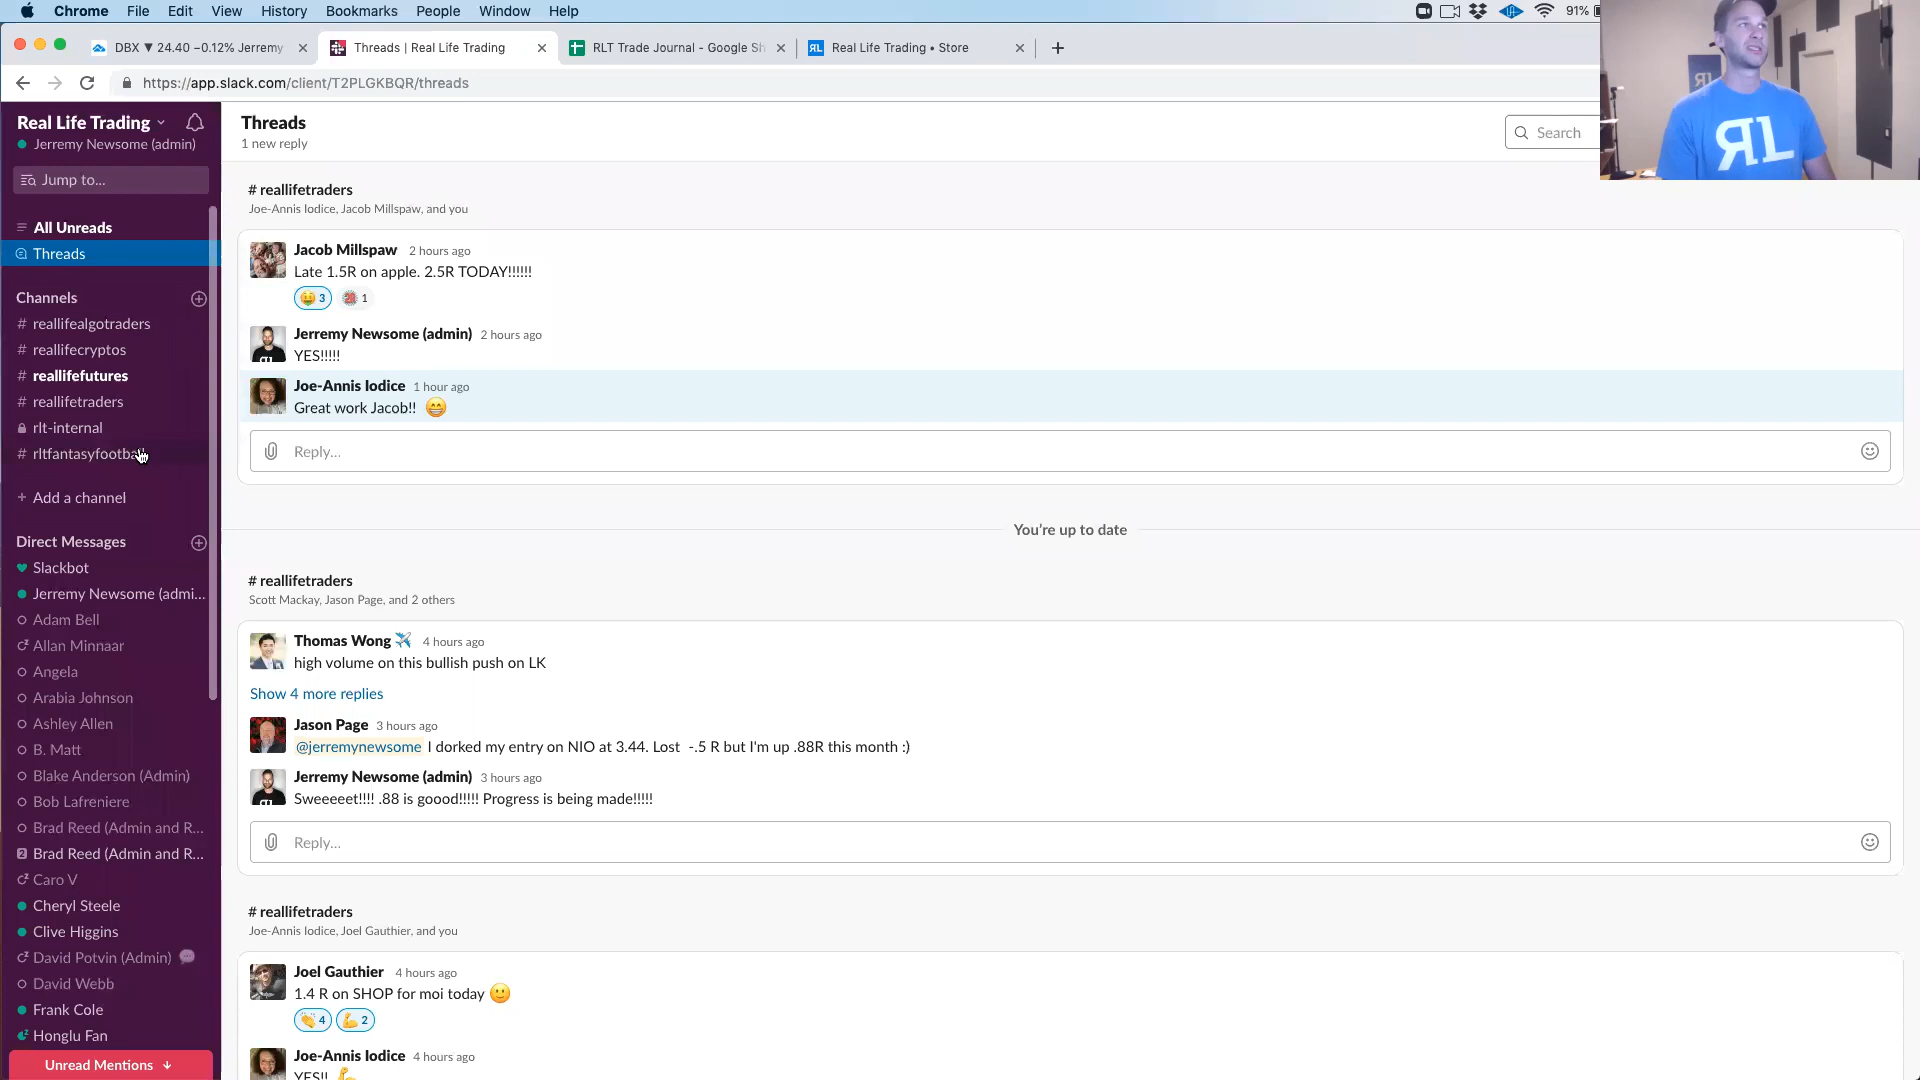 Chrome File Edit View History Bookmarks People Window Help 91%
DBX ▼ 24.40 −0.12% Jerremy
Threads | Real Life Trading
RLT Trade Journal - Google Sh
Real Life Trading • Store
https://app.slack.com/client/T2PLGKBQR/threads
Real Life Trading
Jerremy Newsome (admin)
Jump to...
All Unreads
Threads
Channels
# reallifealgotraders
# reallifecryptos
# reallifefutures
# reallifetraders
rlt-internal
# rltfantasyfootba
+ Add a channel
Direct Messages
Slackbot
Jerremy Newsome (admi...
Adam Bell
Allan Minnaar
Angela
Arabia Johnson
Ashley Allen
B. Matt
Blake Anderson (Admin)
Bob Lafreniere
Brad Reed (Admin and R...
2 Brad Reed (Admin and R...
Caro V
Cheryl Steele
Clive Higgins
David Potvin (Admin)
David Webb
Frank Cole
Honglu Fan
Unread Mentions ↓
Threads
1 new reply
Search
# reallifetraders
Joe-Annis Iodice, Jacob Millspaw, and you
Jacob Millspaw 2 hours ago
Late 1.5R on apple. 2.5R TODAY!!!!!!
3 1
Jerremy Newsome (admin) 2 hours ago
YES!!!!!
Joe-Annis Iodice 1 hour ago
Great work Jacob!! 😁
Reply...
You're up to date
# reallifetraders
Scott Mackay, Jason Page, and 2 others
Thomas Wong ✈️ 4 hours ago
high volume on this bullish push on LK
Show 4 more replies
Jason Page 3 hours ago
@jerremynewsome I dorked my entry on NIO at 3.44. Lost -.5 R but I'm up .88R this month :)
Jerremy Newsome (admin) 3 hours ago
Sweeeeet!!!! .88 is goood!!!!! Progress is being made!!!!!
Reply...
# reallifetraders
Joe-Annis Iodice, Joel Gauthier, and you
Joel Gauthier 4 hours ago
1.4 R on SHOP for moi today 🙂
4 2
Joe-Annis Iodice 4 hours ago
YES!! 💪
RL